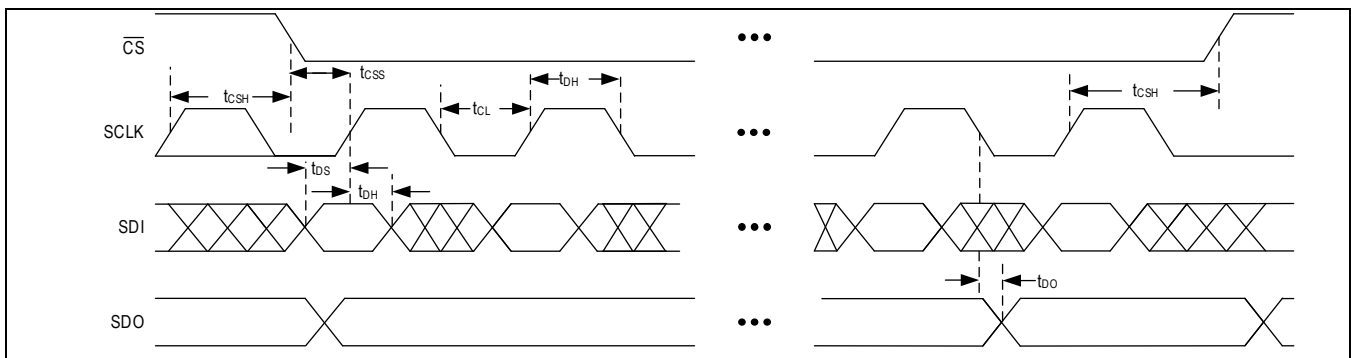 CS
tCSS
tCSH
tCL
tDH
tCSH
SCLK
tDS
tDH
SDI
tDO
SDO